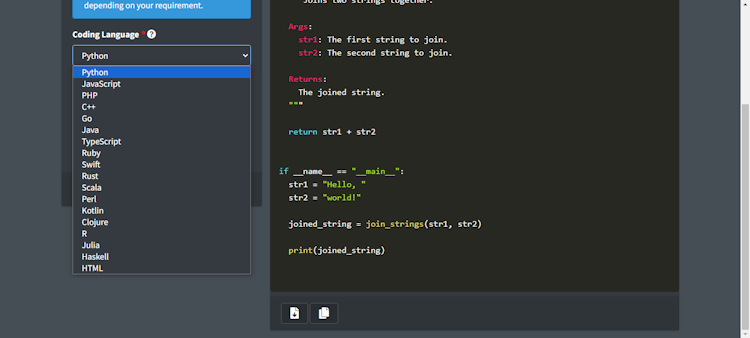 depending on your requirement.
Coding Language *
Python
Python
JavaScript
PHP
C++
Go
Java
TypeScript
Ruby
Swift
Rust
Scala
Perl
Kotlin
Clojure
R
Julia
Haskell
HTML
Joins two strings together.
Args:
str1: The first string to join.
str2: The second string to join.
Returns:
The joined string.
"""
return str1 + str2
if __name__ == "__main__":
str1 = "Hello, "
str2 = "world!"
joined_string = join_strings(str1, str2)
print(joined_string)